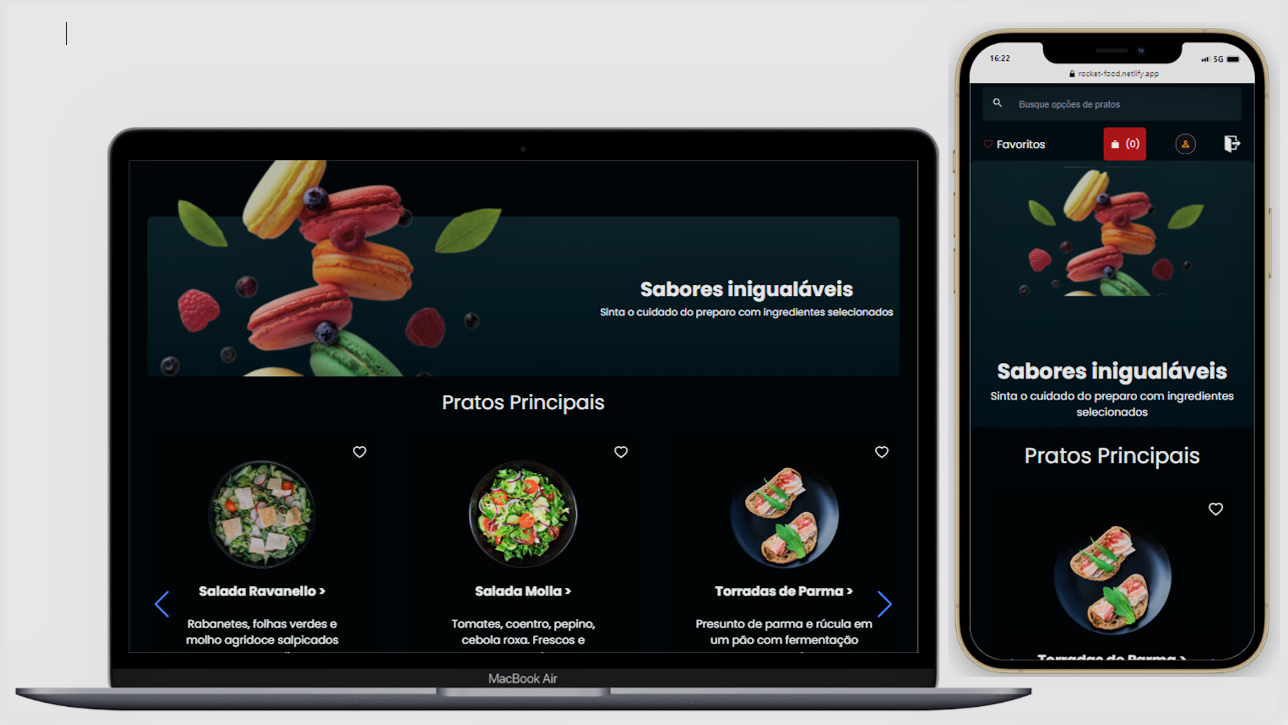 Sabores inigualáveis
Sinta o cuidado do preparo com ingredientes selecionados
Pratos Principais
Salada Ravanello >
Rabanetes, folhas verdes e
molho agridoce salpicados
Salada Molla >
Tomates, coentro, pepino,
cebola roxa. Frescos e
Torradas de Parma >
Presunto de parma e rúcula em
um pão com fermentação
MacBook Air
16:22
5G
rocket-food.netlify.app
Busque opções de pratos
Favoritos
(0)
Sabores inigualáveis
Sinta o cuidado do preparo com ingredientes
selecionados
Pratos Principais
Torradas de Parma >